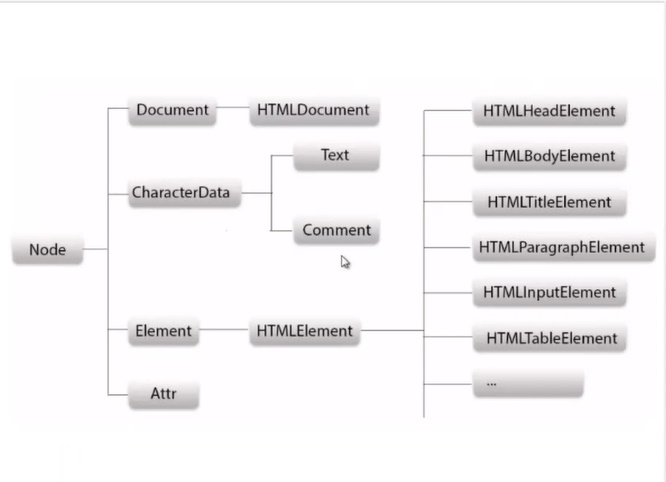 Document
HTMLDocument
HTMLHeadElement
Text
HTMLBodyElement
CharacterData
HTMLTitleElement
Comment
Node
HTMLParagraphElement
HTMLInputElement
Element
HTMLElement
HTMLTableElement
...
Attr